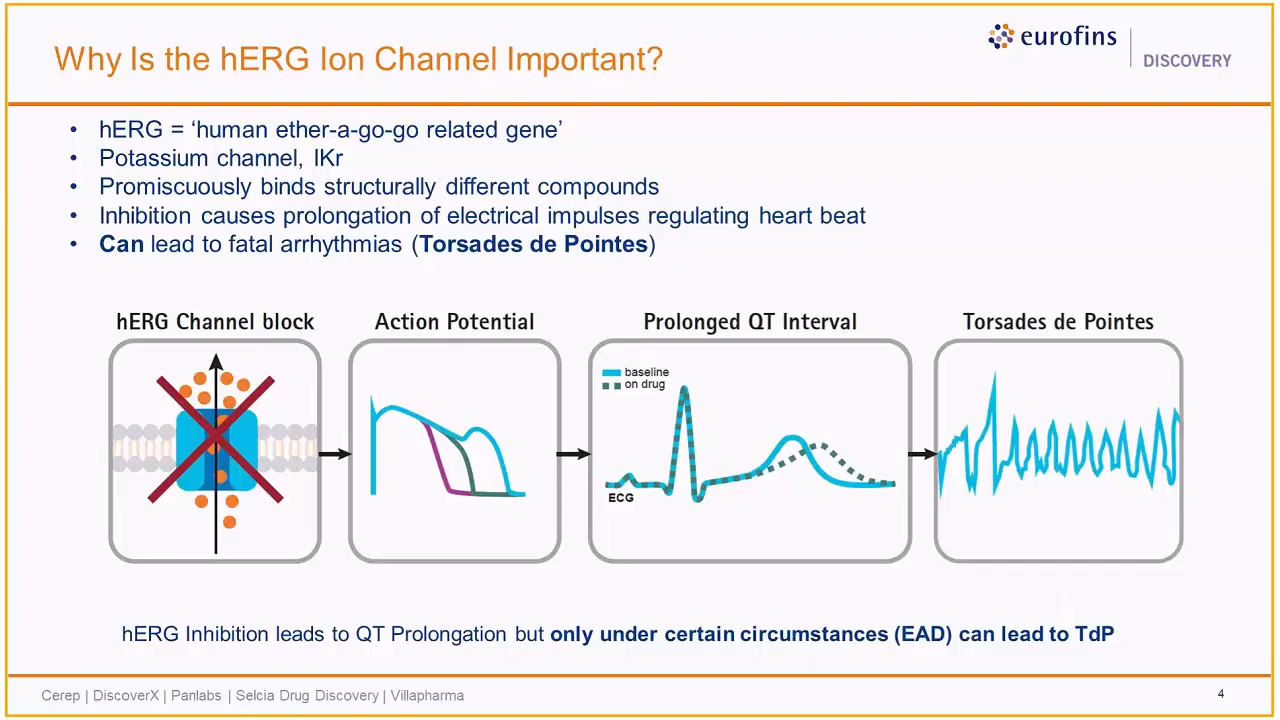 Why Is the hERG Ion Channel Important?
eurofins
DISCOVERY
• hERG = ‘human ether-a-go-go related gene’
• Potassium channel, IKr
• Promiscuously binds structurally different compounds
• Inhibition causes prolongation of electrical impulses regulating heart beat
• Can lead to fatal arrhythmias (Torsades de Pointes)
hERG Channel block
Action Potential
Prolonged QT Interval
baseline
on drug
ECG
Torsades de Pointes
hERG Inhibition leads to QT Prolongation but only under certain circumstances (EAD) can lead to TdP
Cerep | DiscoverX | Panlabs | Selcia Drug Discovery | Villapharma
4